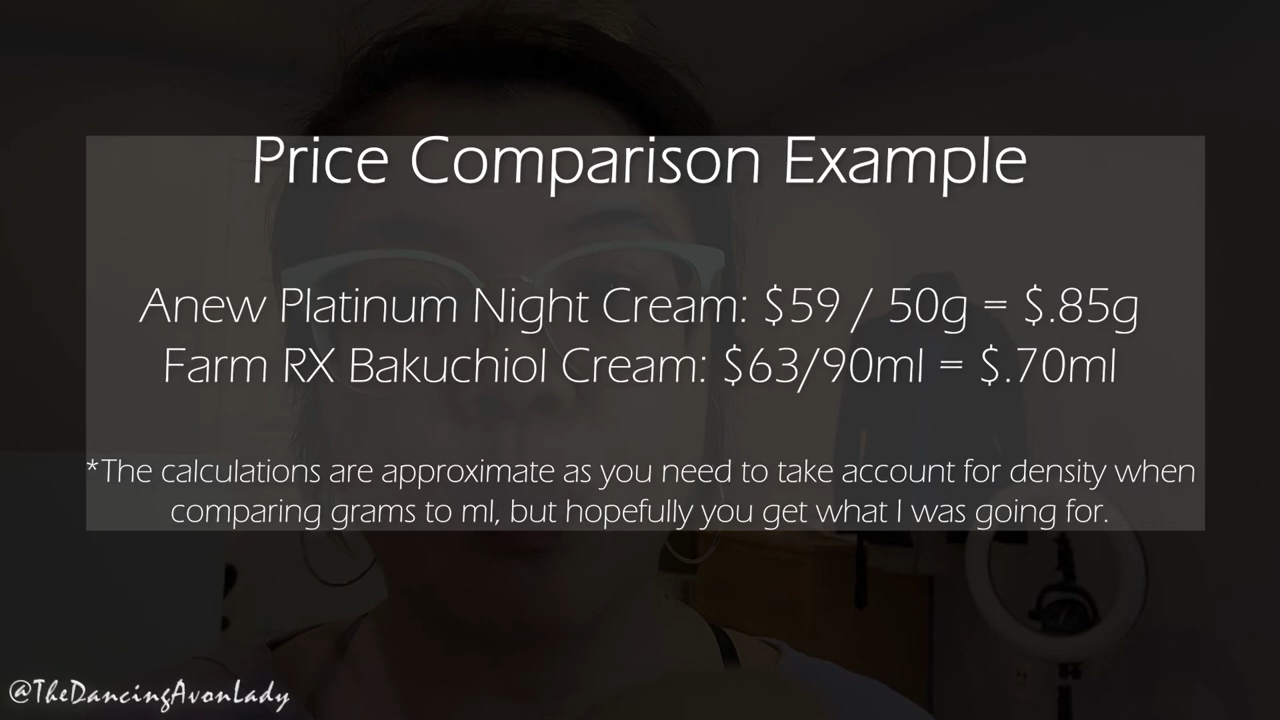 Price Comparison Example
Anew Platinum Night Cream: $59 / 50g = $.85g
Farm RX Bakuchiol Cream: $63/90ml = $.70ml
*The calculations are approximate as you need to take account for density when
comparing grams to ml, but hopefully you get what I was going for.
@TheDancingAvonLady